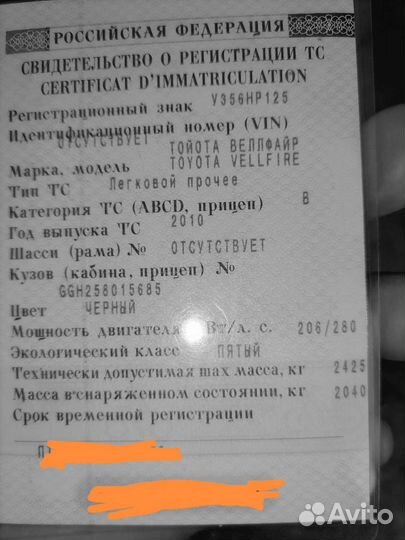 РОССИЙСКАЯ ФЕДЕРАЦИЯ
СВИДЕТЕЛЬСТВО О РЕГИСТРАЦИИ ТС
CERTIFICAT D'IMMATRICULATION
Регистрационный знак У356НР125
Идентификационный номер (VIN)
ОТСУТСТВУЕТ ТОЙОТА ВЕЛЛФАЙР
Марка, модель TOYOTA VELLFIRE
Тип ТС Легковой прочее
Категория ТС (ABCD, прицеп) B
Год выпуска ТС 2010
Шасси (рама) № ОТСУТСТВУЕТ
Кузов (кабина, прицеп) №
GGH258015685
Цвет ЧЕРНЫЙ
Мощность двигателя Вт/л. с. 206/280
Экологический класс ПЯТЫЙ
Технически допустимая max масса, кг 2425
Масса в снаряженном состоянии, кг 2040
Срок временной регистрации
Avito